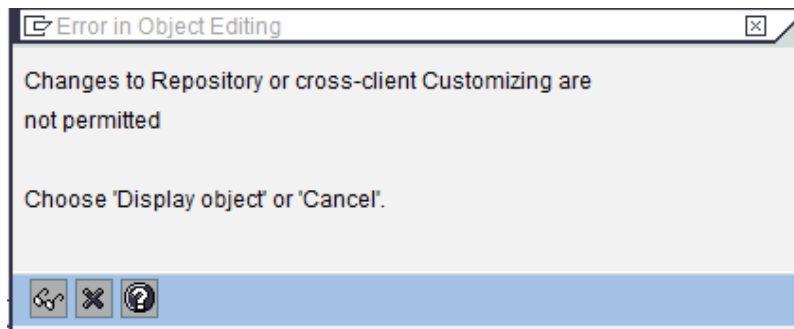 Error in Object Editing
Changes to Repository or cross-client Customizing are
not permitted
Choose 'Display object' or 'Cancel'.